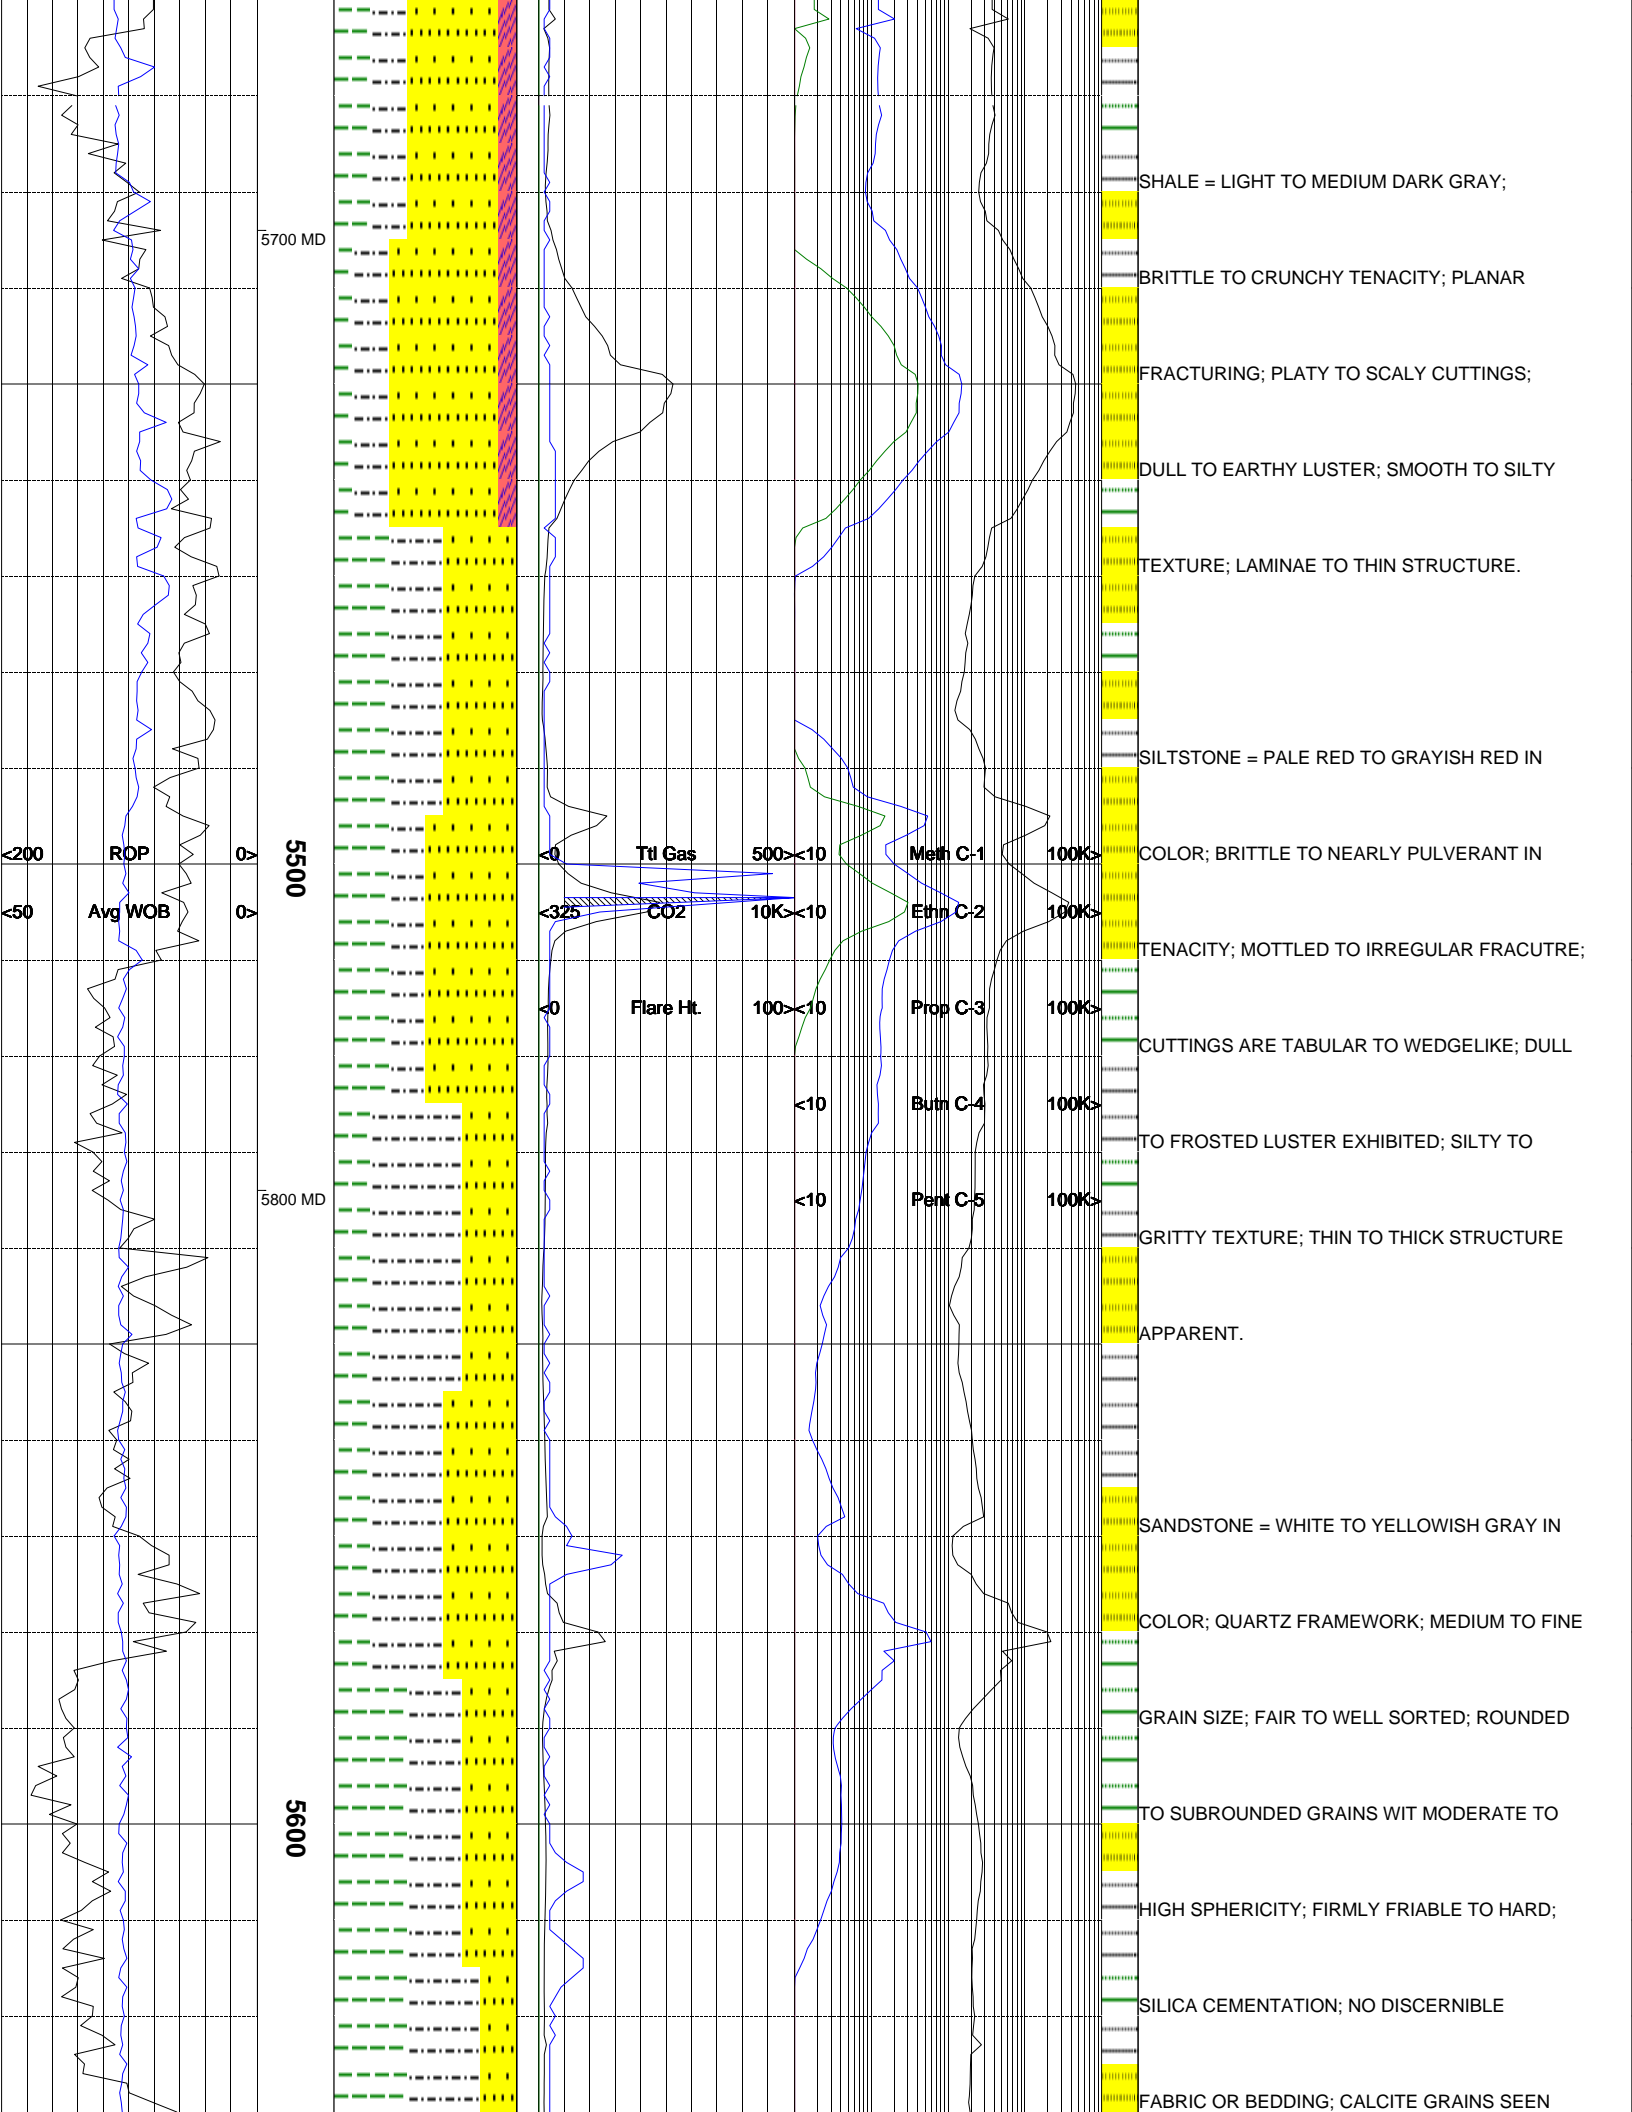 SHALE = LIGHT TO MEDIUM DARK GRAY;
5700 MD
BRITTLE TO CRUNCHY TENACITY; PLANAR
FRACTURING; PLATY TO SCALY CUTTINGS;
DULL TO EARTHY LUSTER; SMOOTH TO SILTY
TEXTURE; LAMINAE TO THIN STRUCTURE.
SILTSTONE = PALE RED TO GRAYISH RED IN
<200 ROP 0> 5500 <0 Ttl Gas 500> <10 Meth C-1 100K> COLOR; BRITTLE TO NEARLY PULVERANT IN
<50 Avg WOB 0> <325 CO2 10K> <10 Ethn C-2 100K>
TENACITY; MOTTLED TO IRREGULAR FRACUTRE;
<0 Flare Ht. 100> <10 Prop C-3 100K>
CUTTINGS ARE TABULAR TO WEDGELIKE; DULL
<10 Butn C-4 100K>
TO FROSTED LUSTER EXHIBITED; SILTY TO
5800 MD <10 Pent C-5 100K>
GRITTY TEXTURE; THIN TO THICK STRUCTURE
APPARENT.
SANDSTONE = WHITE TO YELLOWISH GRAY IN
COLOR; QUARTZ FRAMEWORK; MEDIUM TO FINE
GRAIN SIZE; FAIR TO WELL SORTED; ROUNDED
5600 TO SUBROUNDED GRAINS WIT MODERATE TO
HIGH SPHERICITY; FIRMLY FRIABLE TO HARD;
SILICA CEMENTATION; NO DISCERNIBLE
FABRIC OR BEDDING; CALCITE GRAINS SEEN